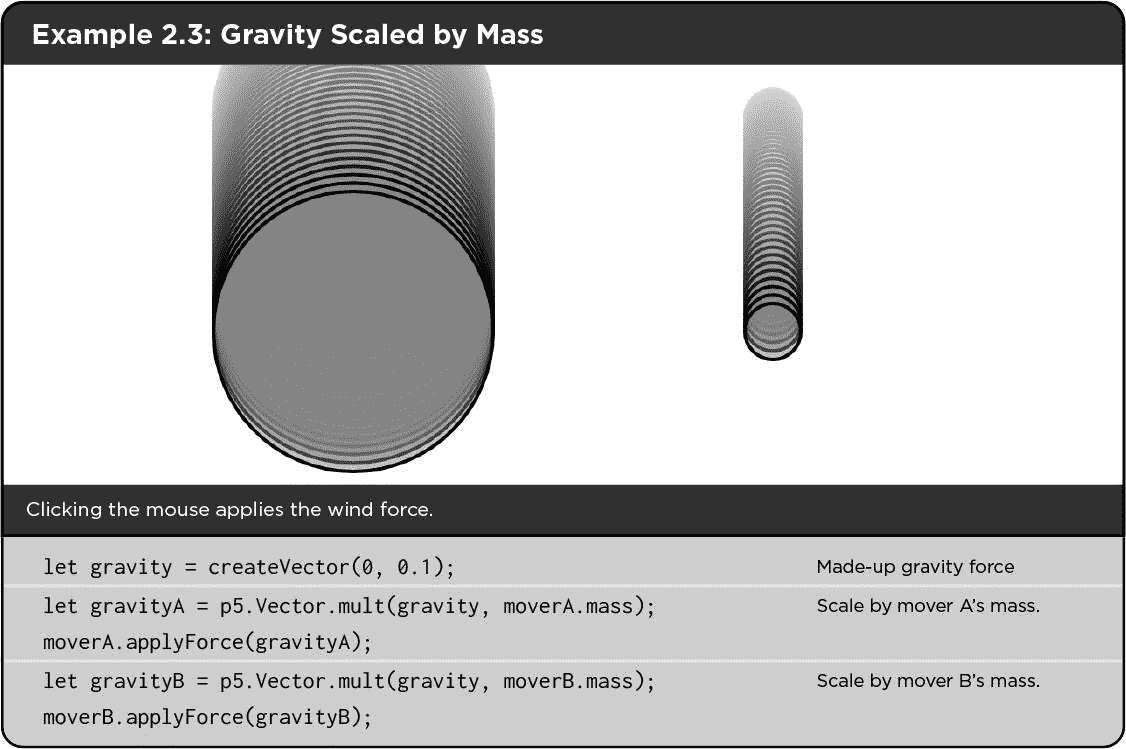 Example 2.3: Gravity Scaled by Mass
Clicking the mouse applies the wind force.
let gravity = createVector(0, 0.1);
Made-up gravity force
let gravityA = p5.Vector.mult(gravity, moverA.mass);
Scale by mover A’s mass.
moverA.applyForce(gravityA);
let gravityB = p5.Vector.mult(gravity, moverB.mass);
Scale by mover B’s mass.
moverB.applyForce(gravityB);